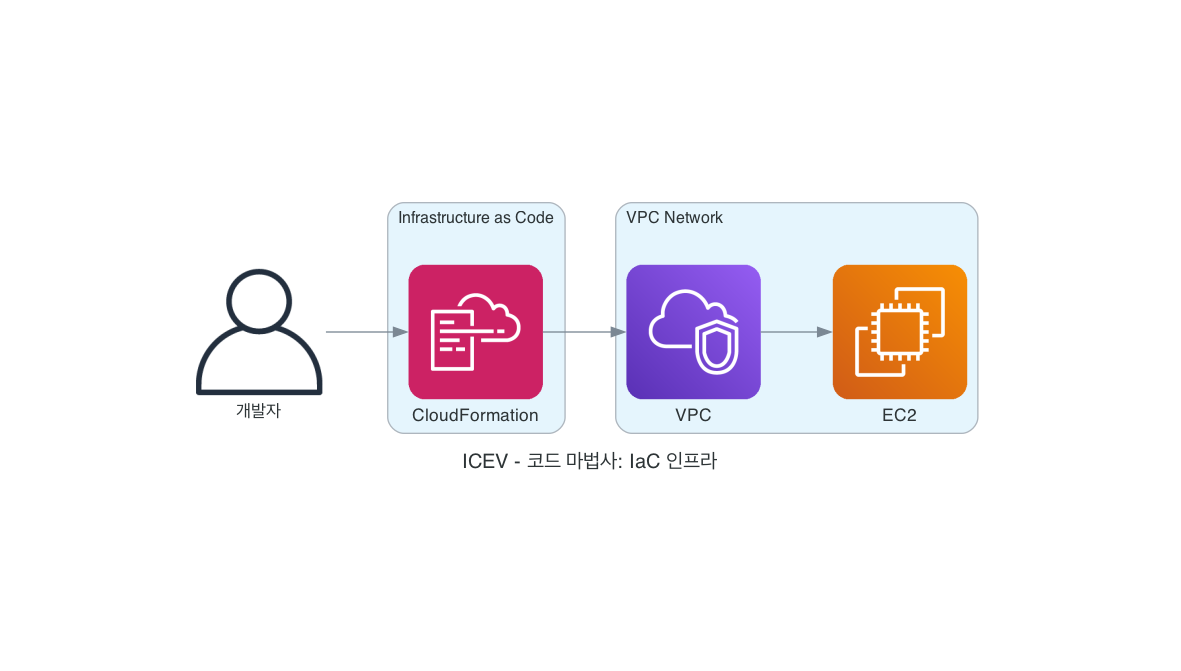 Infrastructure as Code
VPC Network
개발자
CloudFormation
VPC
EC2
ICEV - 코드 마법사: IaC 인프라